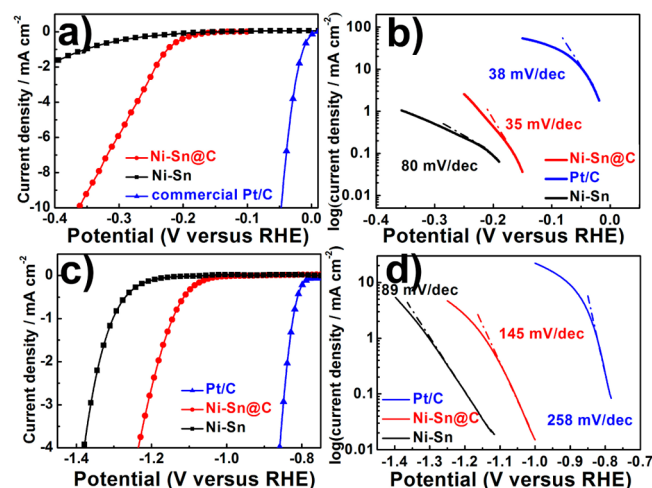 a)
Current density / mA cm-2
0
-2
-4
-6
-8
-10
Ni-Sn@C
Ni-Sn
commercial Pt/C
-0.4 -0.3 -0.2 -0.1 0.0
Potential (V versus RHE)
b)
log(current density / mA cm-2)
100
10
1
0.1
0.01
38 mV/dec
35 mV/dec
80 mV/dec
Ni-Sn@C
Pt/C
Ni-Sn
-0.5 -0.4 -0.3 -0.2 -0.1 0.0
Potential (V versus RHE)
c)
Current density / mA cm-2
0
-1
-2
-3
-4
Pt/C
Ni-Sn@C
Ni-Sn
-1.4 -1.2 -1.0 -0.8
Potential (V versus RHE)
d)
log(current density / mA cm-2)
10
1
0.1
0.01
89 mV/dec
145 mV/dec
258 mV/dec
Pt/C
Ni-Sn@C
Ni-Sn
-1.4 -1.3 -1.2 -1.1 -1.0 -0.9 -0.8 -0.7
Potential (V versus RHE)